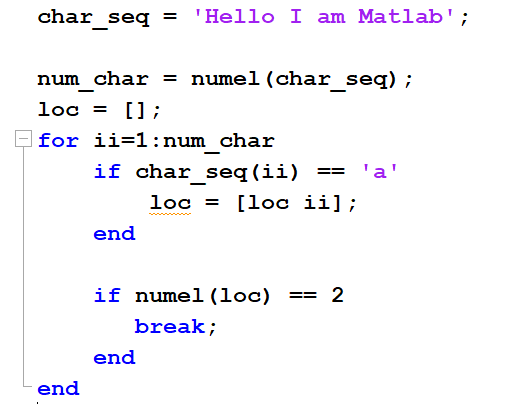 char_seq = 'Hello I am Matlab';
num_char = numel(char_seq);
loc = [];
for ii=1:num_char
if char_seq(ii) == 'a'
loc = [loc ii];
end
if numel(loc) == 2
break;
end
end